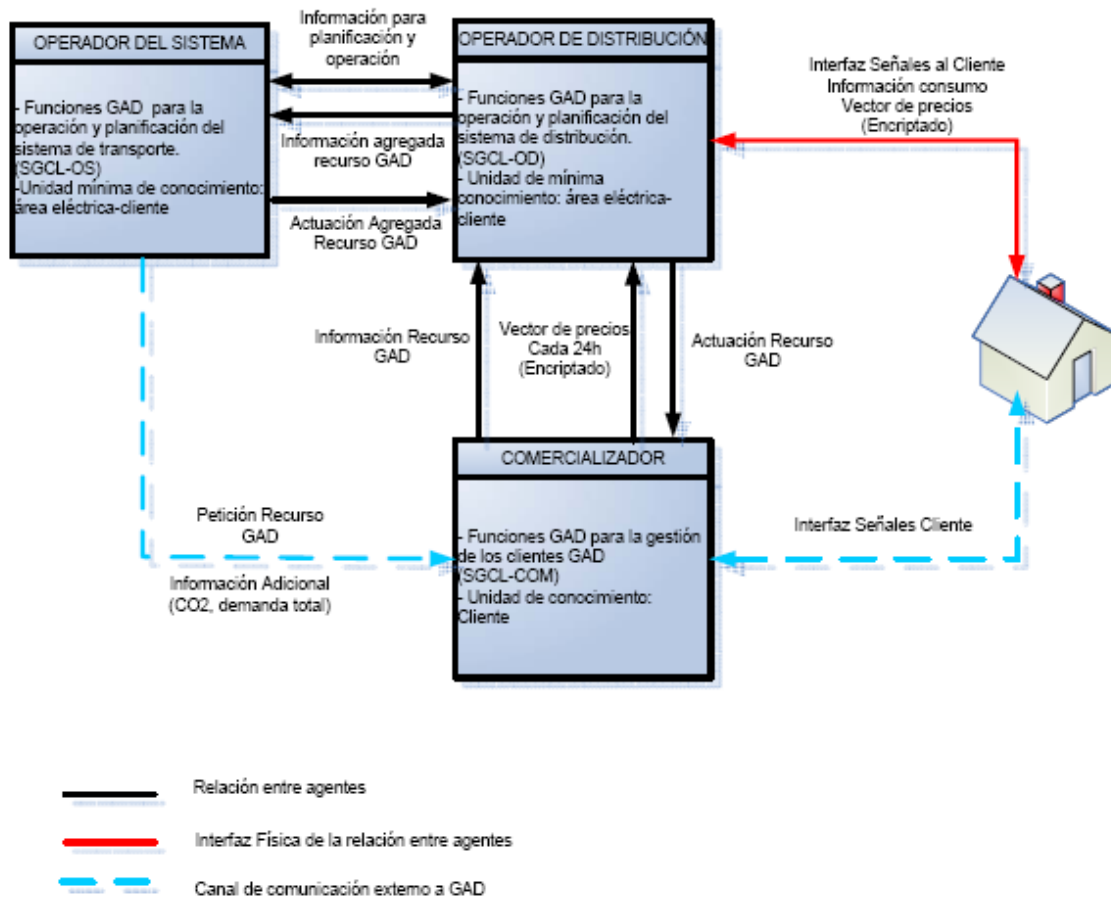 Información para
planificación y
operación
OPERADOR DEL SISTEMA
- Funciones GAD para la
operación y planificación del
sistema de transporte.
(SGCL-OS)
-Unidad mínima de conocimiento:
área eléctrica-cliente
OPERADOR DE DISTRIBUCIÓN
- Funciones GAD para la
operación y planificación del
sistema de distribución.
(SGCL-OD)
- Unidad de mínima
conocimiento: área eléctrica-
cliente
Información agregada
recurso GAD
Actuación Agregada
Recurso GAD
Interfaz Señales al Cliente
Información consumo
Vector de precios
(Encriptado)
Información Recurso
GAD
Vector de precios
Cada 24h
(Encriptado)
Actuación Recurso
GAD
COMERCIALIZADOR
- Funciones GAD para la gestión
de los clientes GAD
(SGCL-COM)
- Unidad de conocimiento:
Cliente
Petición Recurso
GAD
Información Adicional
(CO2, demanda total)
Interfaz Señales Cliente
Relación entre agentes
Interfaz Física de la relación entre agentes
Canal de comunicación externo a GAD